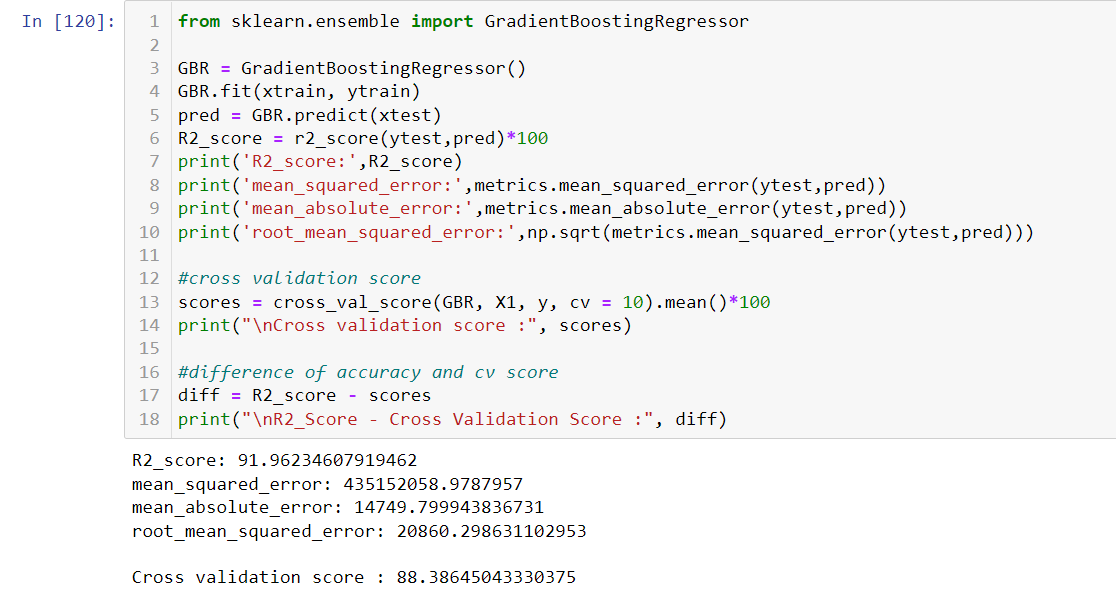 In [120]:
1 from sklearn.ensemble import GradientBoostingRegressor
2
3 GBR = GradientBoostingRegressor()
4 GBR.fit(xtrain, ytrain)
5 pred = GBR.predict(xtest)
6 R2_score = r2_score(ytest,pred)*100
7 print('R2_score:',R2_score)
8 print('mean_squared_error:',metrics.mean_squared_error(ytest,pred))
9 print('mean_absolute_error:',metrics.mean_absolute_error(ytest,pred))
10 print('root_mean_squared_error:',np.sqrt(metrics.mean_squared_error(ytest,pred)))
11
12 #cross validation score
13 scores = cross_val_score(GBR, X1, y, cv = 10).mean()*100
14 print("\nCross validation score :", scores)
15
16 #difference of accuracy and cv score
17 diff = R2_score - scores
18 print("\nR2_Score - Cross Validation Score :", diff)
R2_score: 91.96234607919462
mean_squared_error: 435152058.9787957
mean_absolute_error: 14749.799943836731
root_mean_squared_error: 20860.298631102953
Cross validation score : 88.38645043330375